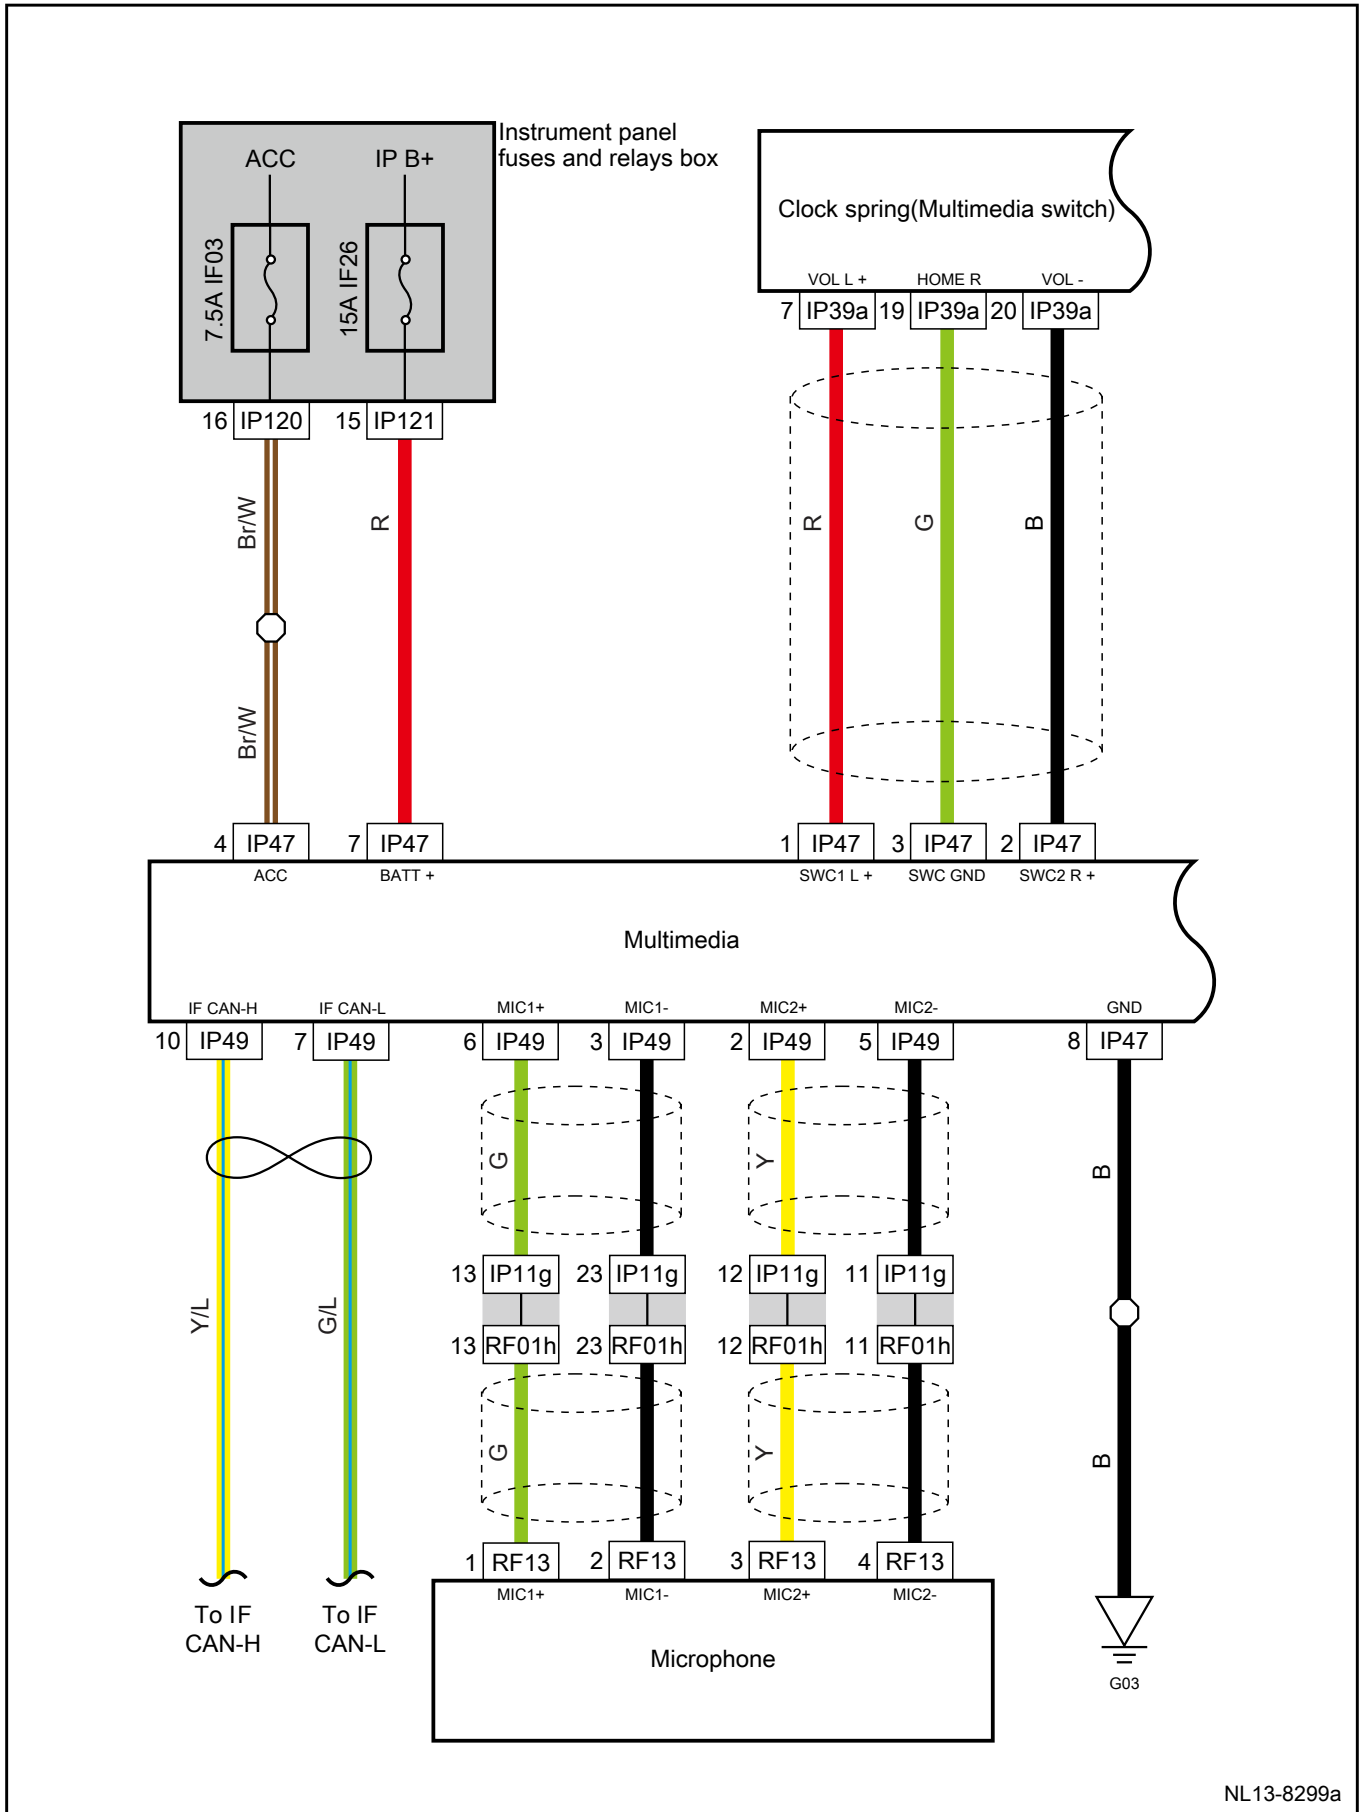 Instrument panel
fuses and relays box
ACC
IP B+
7.5A IF03
15A IF26
16 IP120
15 IP121
Clock spring(Multimedia switch)
VOL L +
HOME R
VOL -
7 IP39a
19 IP39a
20 IP39a
Br/W
R
R
G
B
Br/W
4 IP47
7 IP47
1 IP47
3 IP47
2 IP47
ACC
BATT +
SWC1 L +
SWC GND
SWC2 R +
Multimedia
IF CAN-H
IF CAN-L
MIC1+
MIC1-
MIC2+
MIC2-
GND
10 IP49
7 IP49
6 IP49
3 IP49
2 IP49
5 IP49
8 IP47
G
Y
B
13 IP11g
23 IP11g
12 IP11g
11 IP11g
Y/L
G/L
13 RF01h
23 RF01h
12 RF01h
11 RF01h
G
Y
B
1 RF13
2 RF13
3 RF13
4 RF13
MIC1+
MIC1-
MIC2+
MIC2-
To IF
CAN-H
To IF
CAN-L
Microphone
G03
NL13-8299a